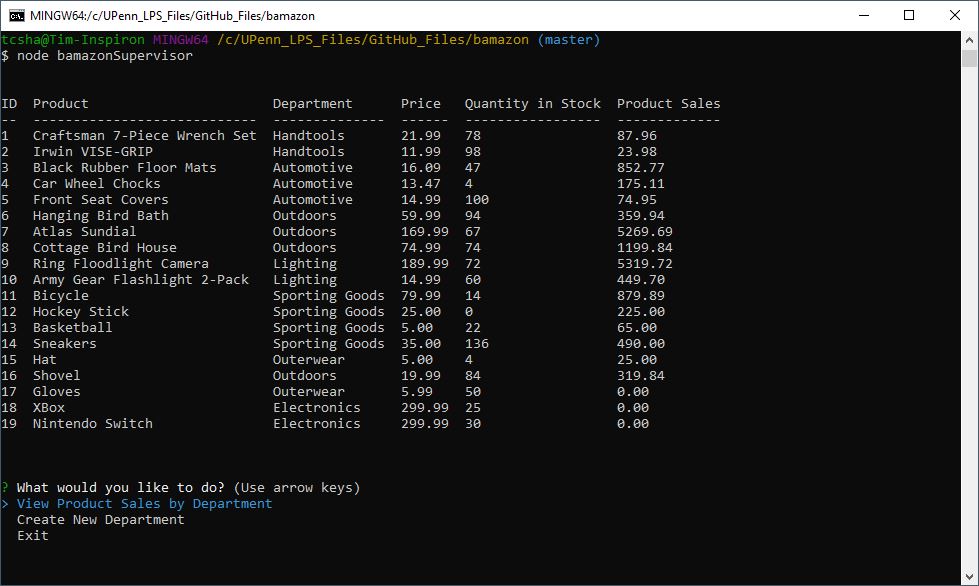 MINGW64:/c/UPenn_LPS_Files/GitHub_Files/bamazon
tcsha@Tim-Inspiron MINGW64 /c/UPenn_LPS_Files/GitHub_Files/bamazon (master)
$ node bamazonSupervisor
ID  Product                       Department      Price   Quantity in Stock  Product Sales
--  ----------------------------  --------------  ------  -----------------  -------------
1   Craftsman 7-Piece Wrench Set  Handtools       21.99   78                 87.96
2   Irwin VISE-GRIP               Handtools       11.99   98                 23.98
3   Black Rubber Floor Mats       Automotive      16.09   47                 852.77
4   Car Wheel Chocks              Automotive      13.47   4                  175.11
5   Front Seat Covers             Automotive      14.99   100                74.95
6   Hanging Bird Bath             Outdoors        59.99   94                 359.94
7   Atlas Sundial                 Outdoors        169.99  67                 5269.69
8   Cottage Bird House            Outdoors        74.99   74                 1199.84
9   Ring Floodlight Camera        Lighting        189.99  72                 5319.72
10  Army Gear Flashlight 2-Pack   Lighting        14.99   60                 449.70
11  Bicycle                       Sporting Goods  79.99   14                 879.89
12  Hockey Stick                  Sporting Goods  25.00   0                  225.00
13  Basketball                    Sporting Goods  5.00    22                 65.00
14  Sneakers                      Sporting Goods  35.00   136                490.00
15  Hat                           Outerwear       5.00    4                  25.00
16  Shovel                        Outdoors        19.99   84                 319.84
17  Gloves                        Outerwear       5.99    50                 0.00
18  XBox                          Electronics     299.99  25                 0.00
19  Nintendo Switch               Electronics     299.99  30                 0.00
? What would you like to do? (Use arrow keys)
> View Product Sales by Department
Create New Department
Exit